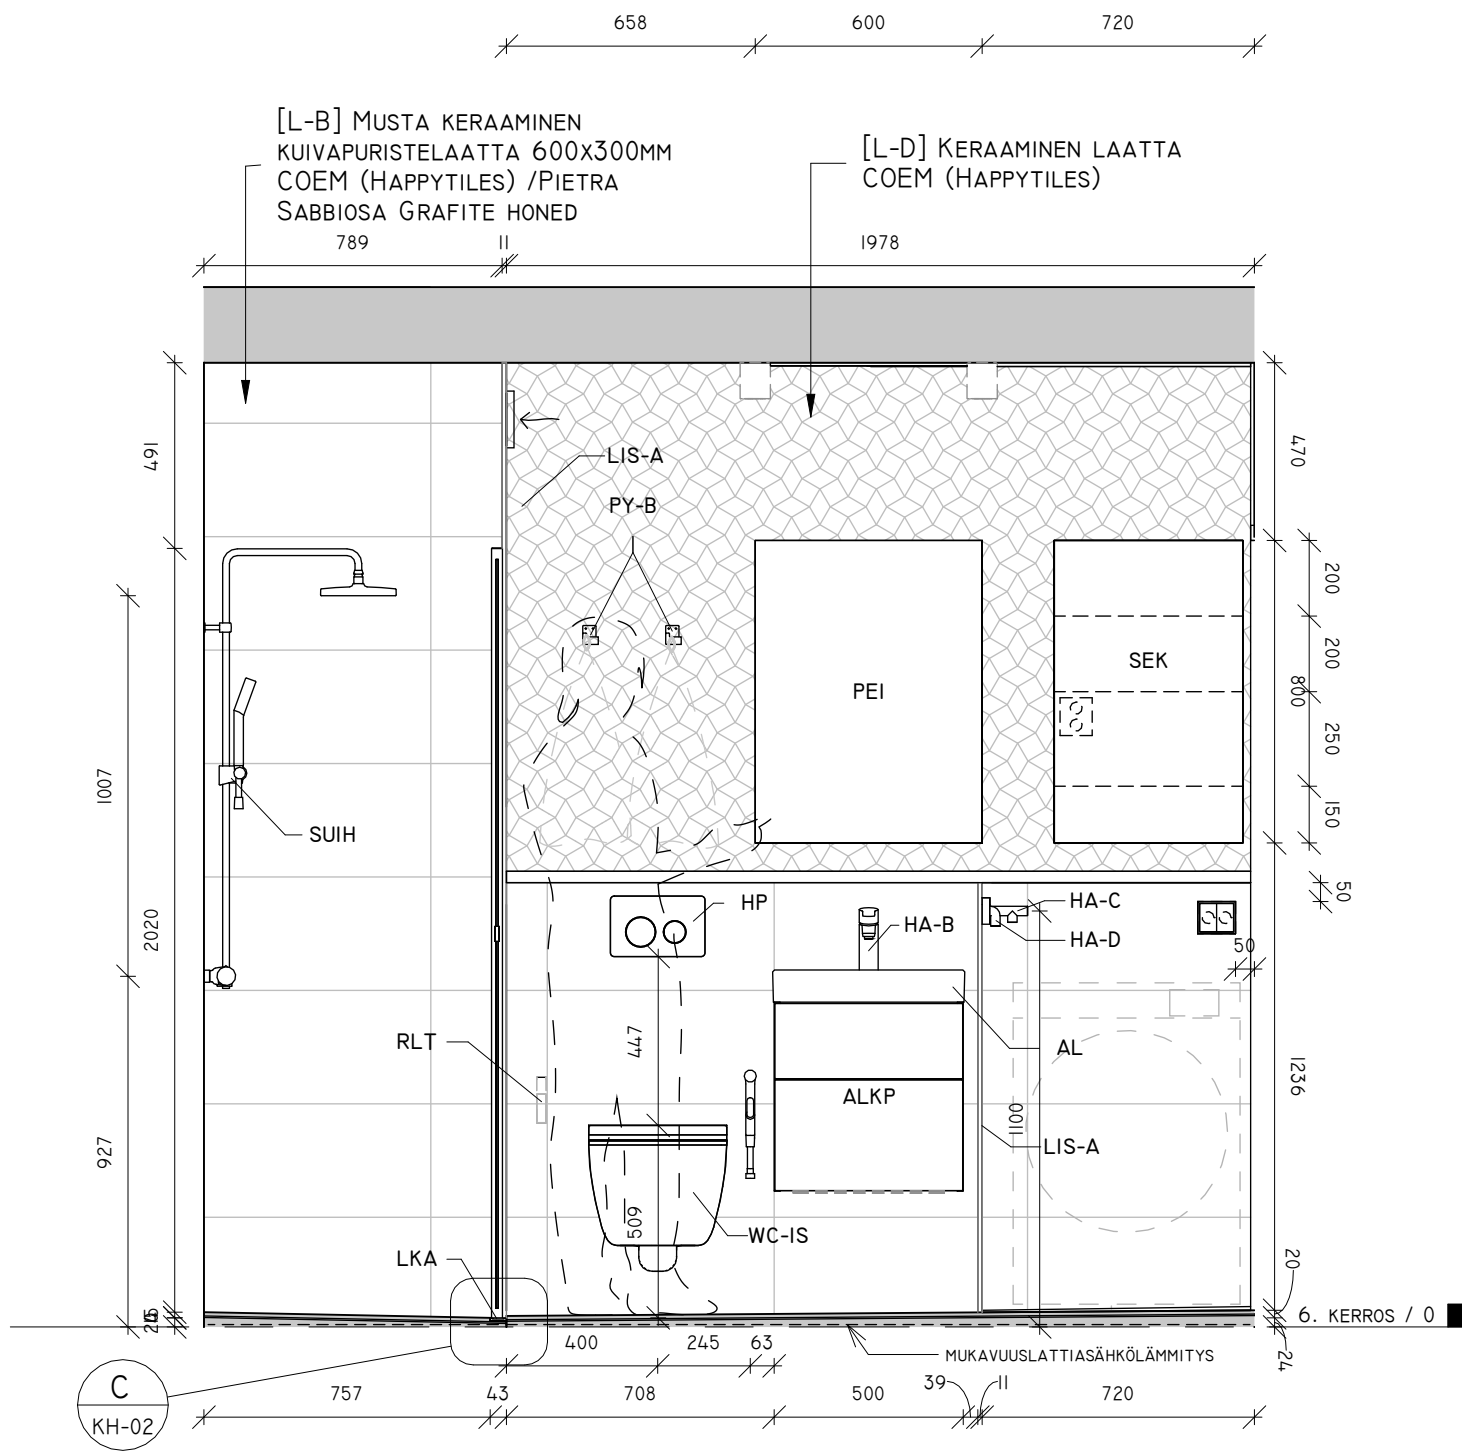 658
600
720
[L-B] MUSTA KERAAMINEN
KUIVAPURISTELAATTA 600X300MM
COEM (HAPPYTILES) /PIETRA
SABBIOSA GRAFITE HONED
[L-D] KERAAMINEN LAATTA
COEM (HAPPYTILES)
789
11
1978
491
470
LIS-A
PY-B
200
200
SEK
PEI
800
250
150
1007
SUIH
50
HP
HA-C
HA-B
HA-D
2020
50
RLT
447
AL
1236
ALKP
1100
LIS-A
927
509
WC-IS
LKA
20
6. KERROS / 0
400
245
63
MUKAVUUSLATTIASÄHKÖLÄMMITYS
24
C
KH-02
757
43
708
500
39
11
720